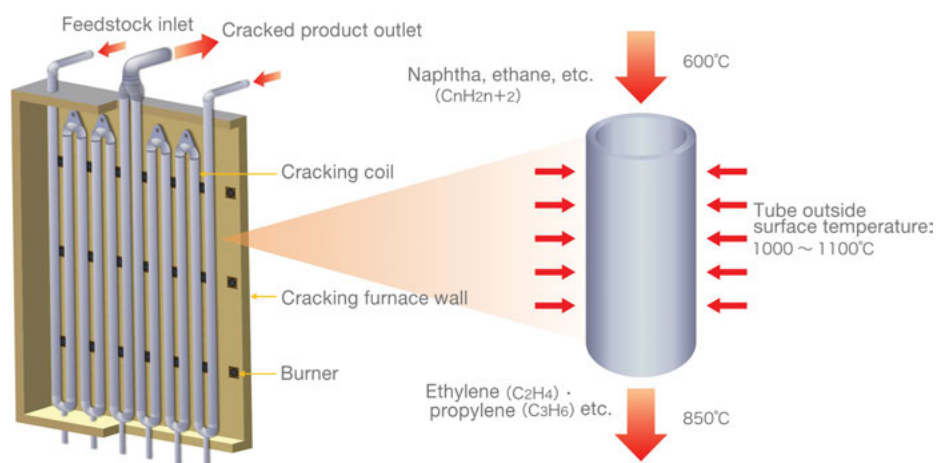 Feedstock inlet
Cracked product outlet
Cracking coil
Cracking furnace wall
Burner
Naphtha, ethane, etc.
(CnH2n+2)
600℃
Tube outside
surface temperature:
1000 ～ 1100℃
Ethylene (C2H4)・
propylene (C3H6) etc.
850℃